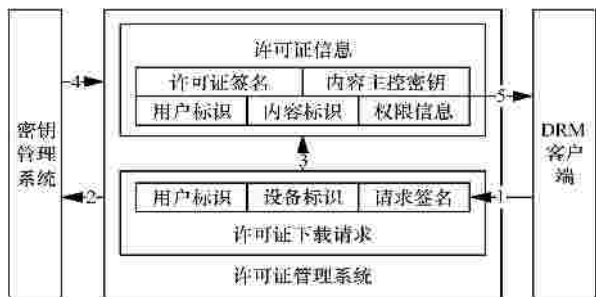 许可证信息
许可证签名 内容主控密钥
用户标识 内容标识 权限信息
4
5
密钥
管理
系统
DRM
客户
端
3
2
用户标识 设备标识 请求签名
1
许可证下载请求
许可证管理系统